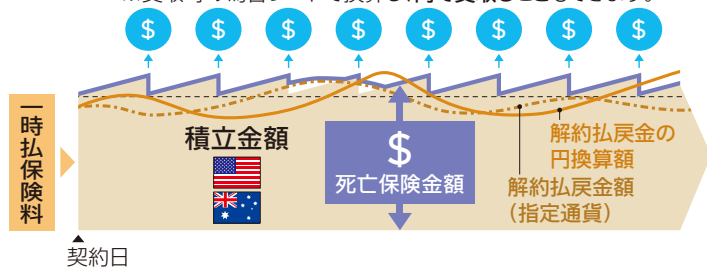 $ $ $ $ $ $ $ $
一時払保険料
積立金額
$
死亡保険金額
解約払戻金の
円換算額
解約払戻金額
（指定通貨）
契約日